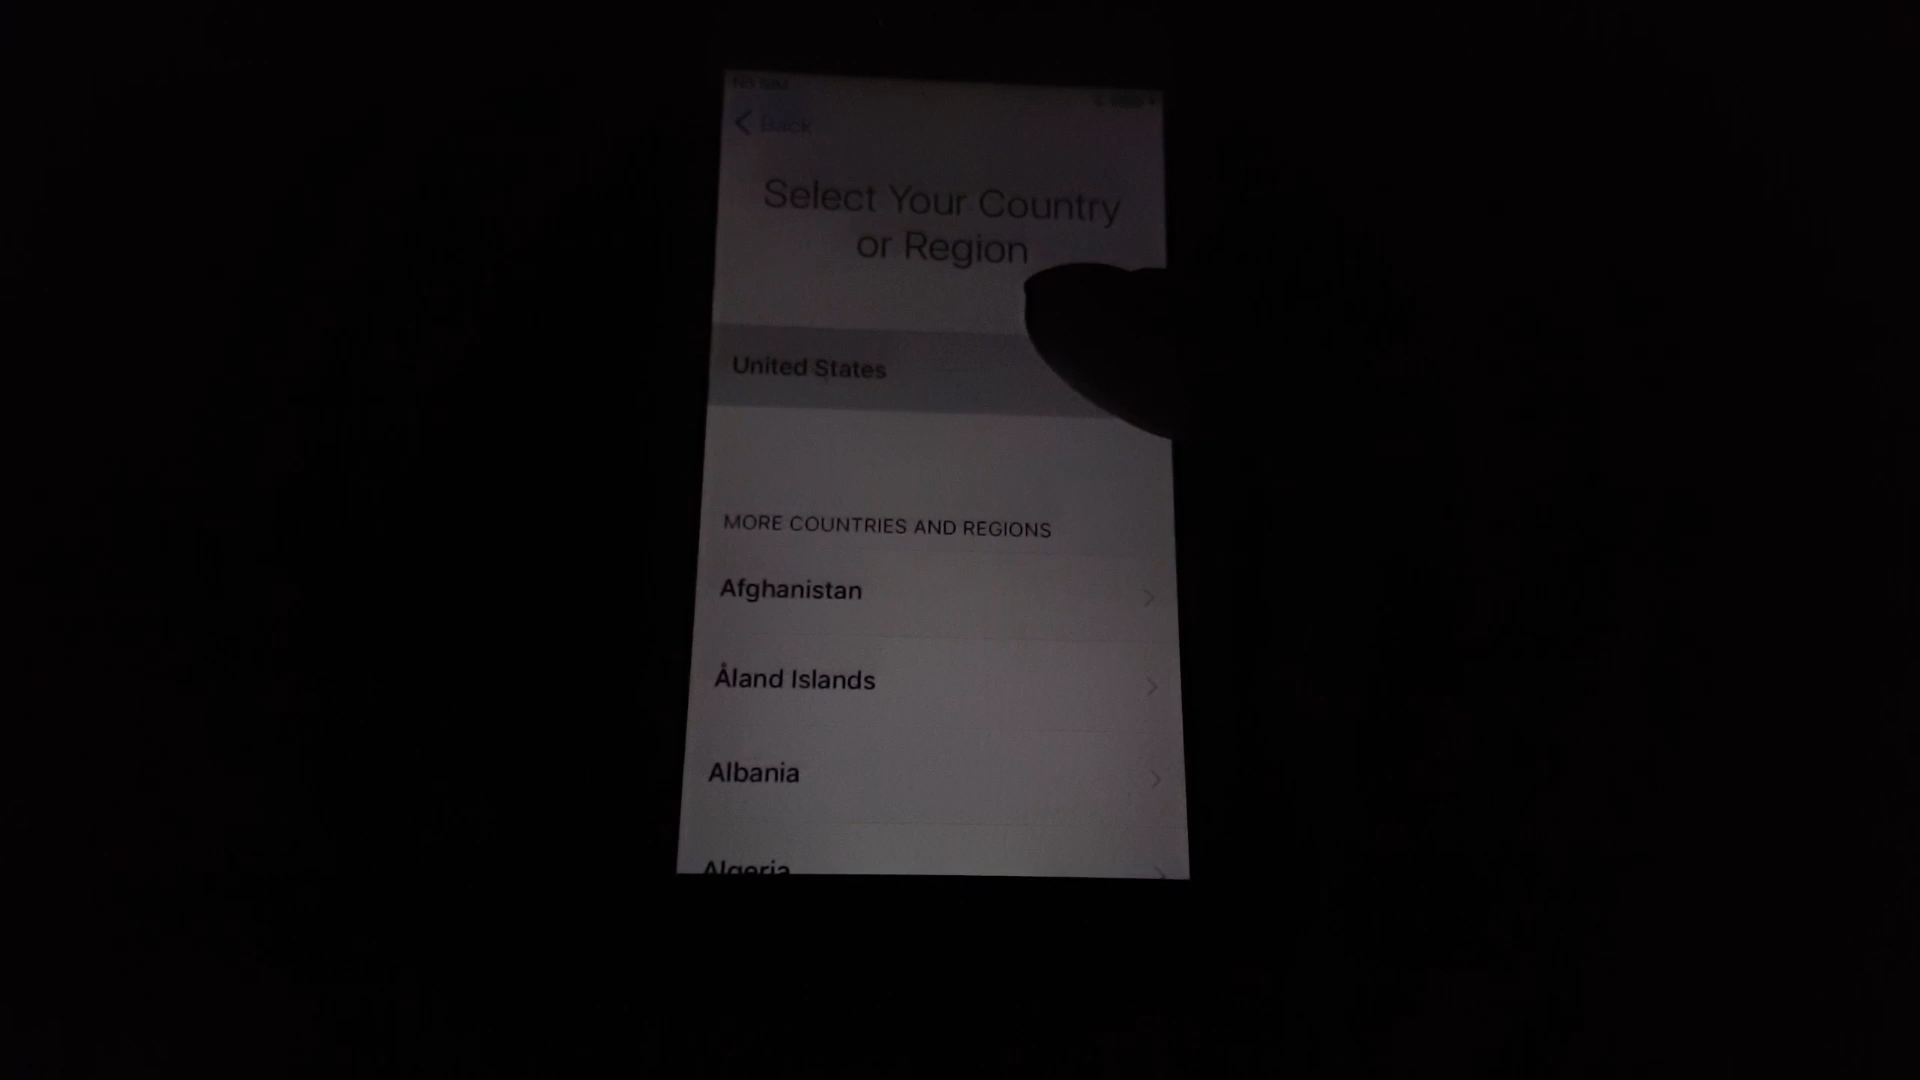 No SIM
Back
Select Your Country
or Region
United States
MORE COUNTRIES AND REGIONS
Afghanistan
Åland Islands
Albania
Algeria